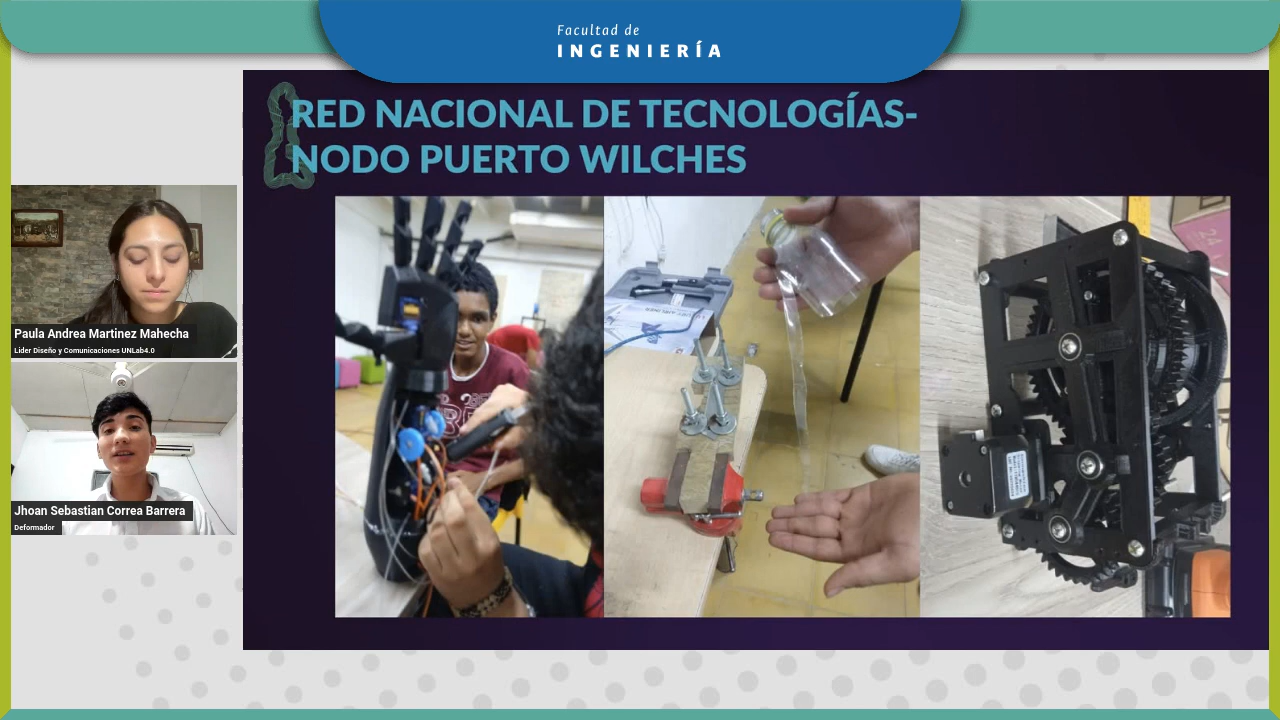 Facultad de
INGENIERÍA
RED NACIONAL DE TECNOLOGÍAS-
NODO PUERTO WILCHES
Paula Andrea Martinez Mahecha
Lider Diseño y Comunicaciones UNLab4.0
Jhoan Sebastian Correa Barrera
Deformador
24